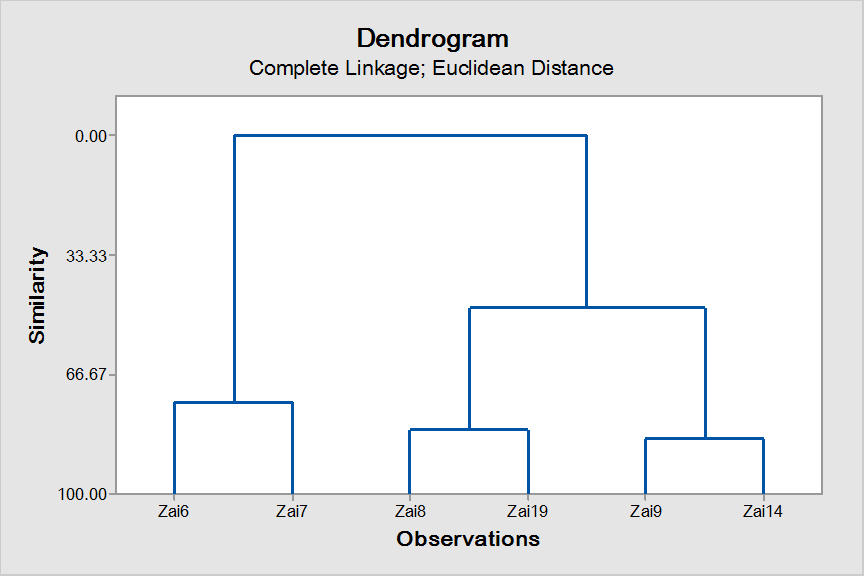 Dendrogram
Complete Linkage; Euclidean Distance
Similarity
0.00
33.33
66.67
100.00
Zai6 Zai7 Zai8 Zai19 Zai9 Zai14
Observations